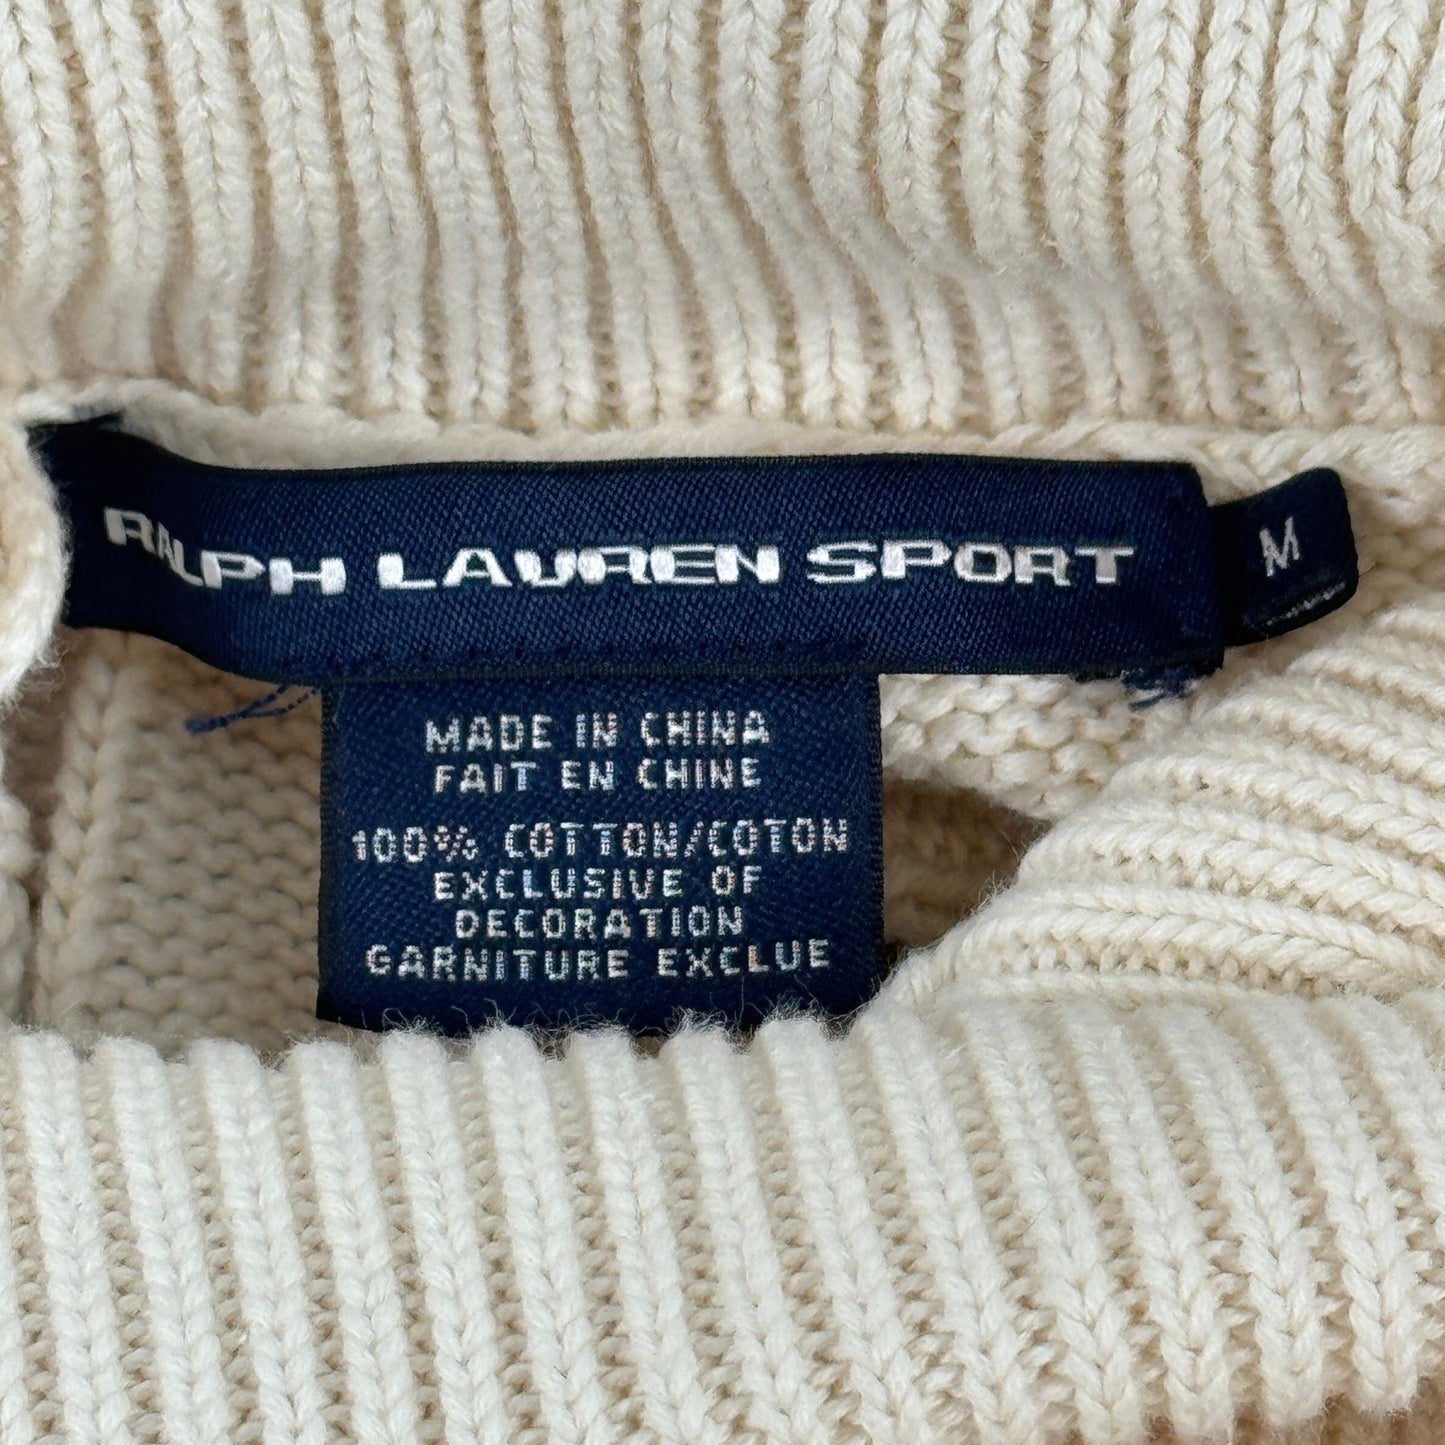 RALPH LAUREN SPORT
M
MADE IN CHINA
FAIT EN CHINE
100% COTTON/COTON
EXCLUSIVE OF
DECORATION
GARNITURE EXCLUE